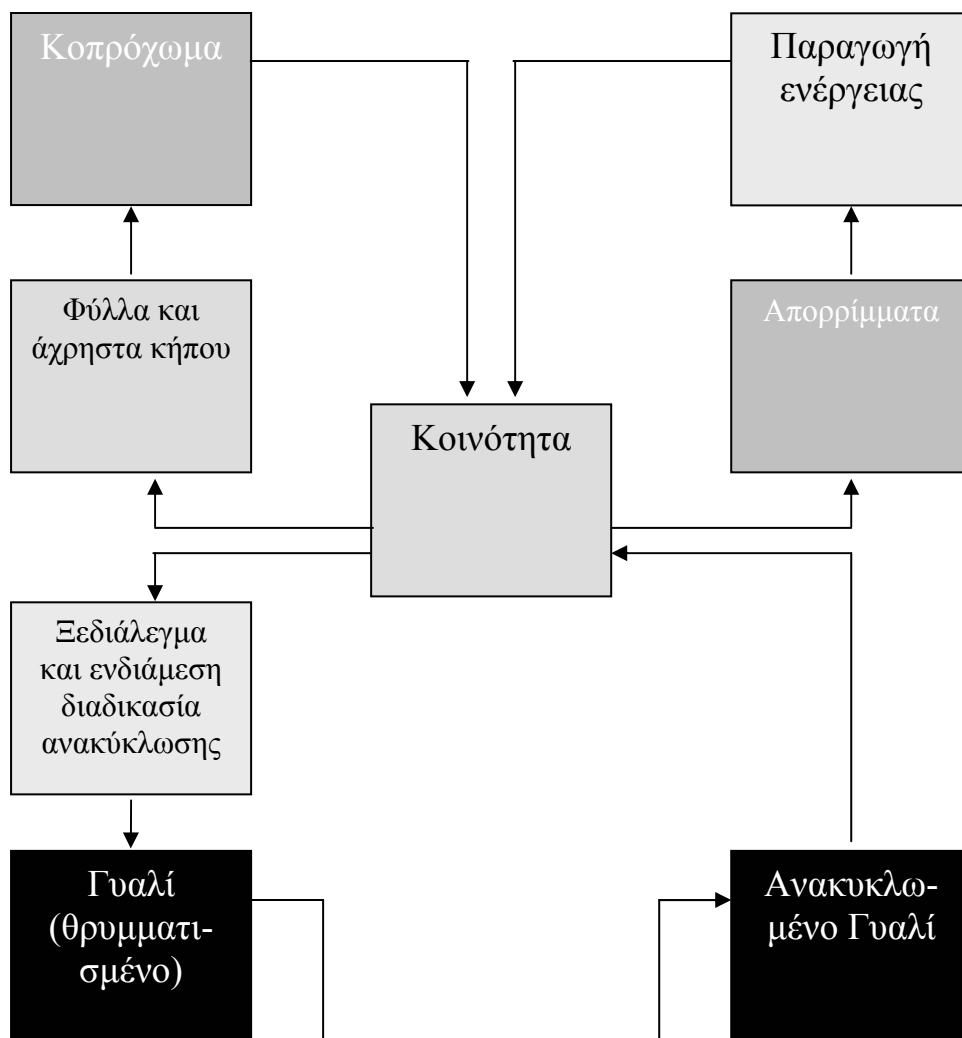 Κοπρόχωμα
Παραγωγή
ενέργειας
Φύλλα και
άχρηστα κήπου
Απορρίμματα
Κοινότητα
Ξεδιάλεγμα
και ενδιάμεση
διαδικασία
ανακύκλωσης
Γυαλί
(θρυμματι-
σμένο)
Ανακυκλω-
μένο Γυαλί